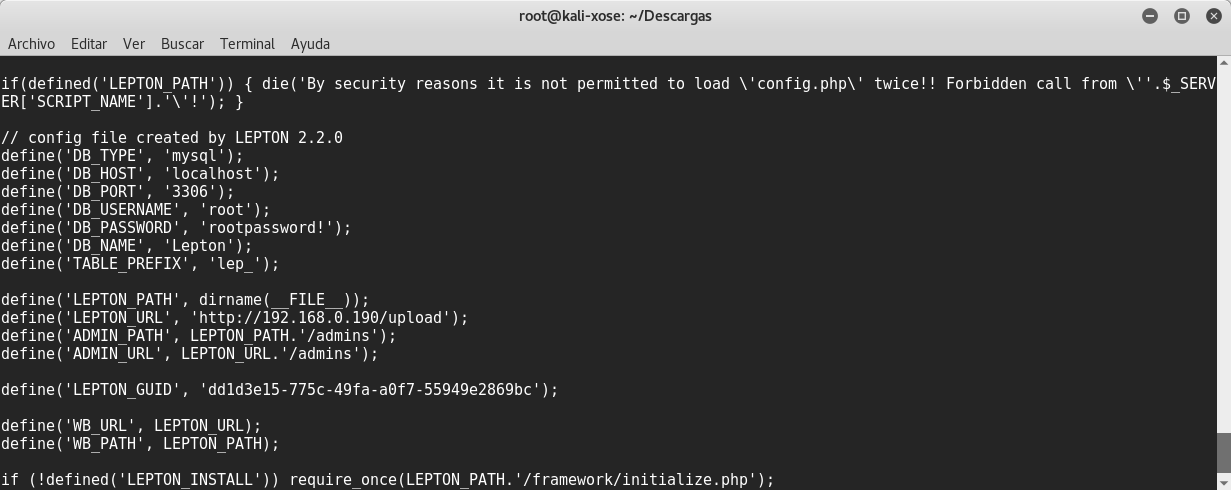 root@kali-xose: ~/Descargas
Archivo Editar Ver Buscar Terminal Ayuda
if(defined('LEPTON_PATH')) { die('By security reasons it is not permitted to load \'config.php\' twice!! Forbidden call from \''.$_SERV
ER['SCRIPT_NAME'].'\'!'); }
// config file created by LEPTON 2.2.0
define('DB_TYPE', 'mysql');
define('DB_HOST', 'localhost');
define('DB_PORT', '3306');
define('DB_USERNAME', 'root');
define('DB_PASSWORD', 'rootpassword!');
define('DB_NAME', 'Lepton');
define('TABLE_PREFIX', 'lep_');
define('LEPTON_PATH', dirname(__FILE__));
define('LEPTON_URL', 'http://192.168.0.190/upload');
define('ADMIN_PATH', LEPTON_PATH.'/admins');
define('ADMIN_URL', LEPTON_URL.'/admins');
define('LEPTON_GUID', 'dd1d3e15-775c-49fa-a0f7-55949e2869bc');
define('WB_URL', LEPTON_URL);
define('WB_PATH', LEPTON_PATH);
if (!defined('LEPTON_INSTALL')) require_once(LEPTON_PATH.'/framework/initialize.php');